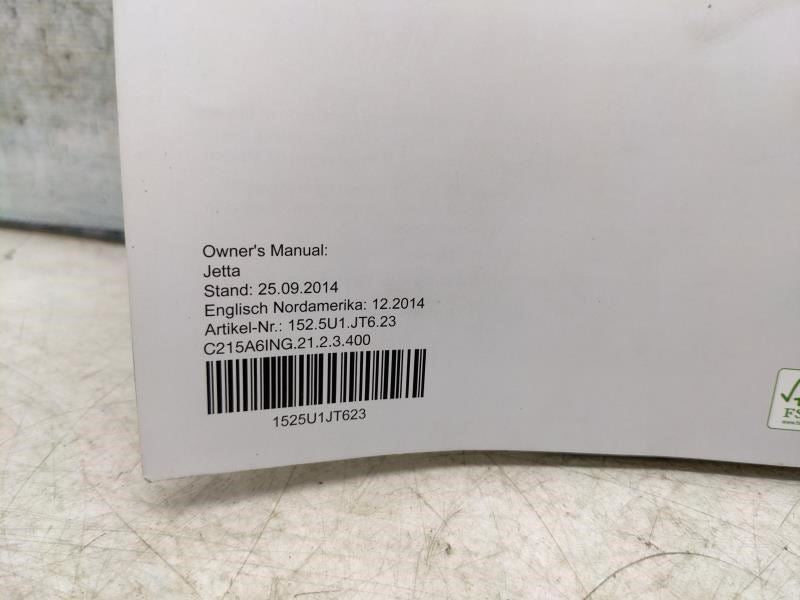 Owner's Manual:
Jetta
Stand: 25.09.2014
Englisch Nordamerika: 12.2014
Artikel-Nr.: 152.5U1.JT6.23
C215A6ING.21.2.3.400
1525U1JT623